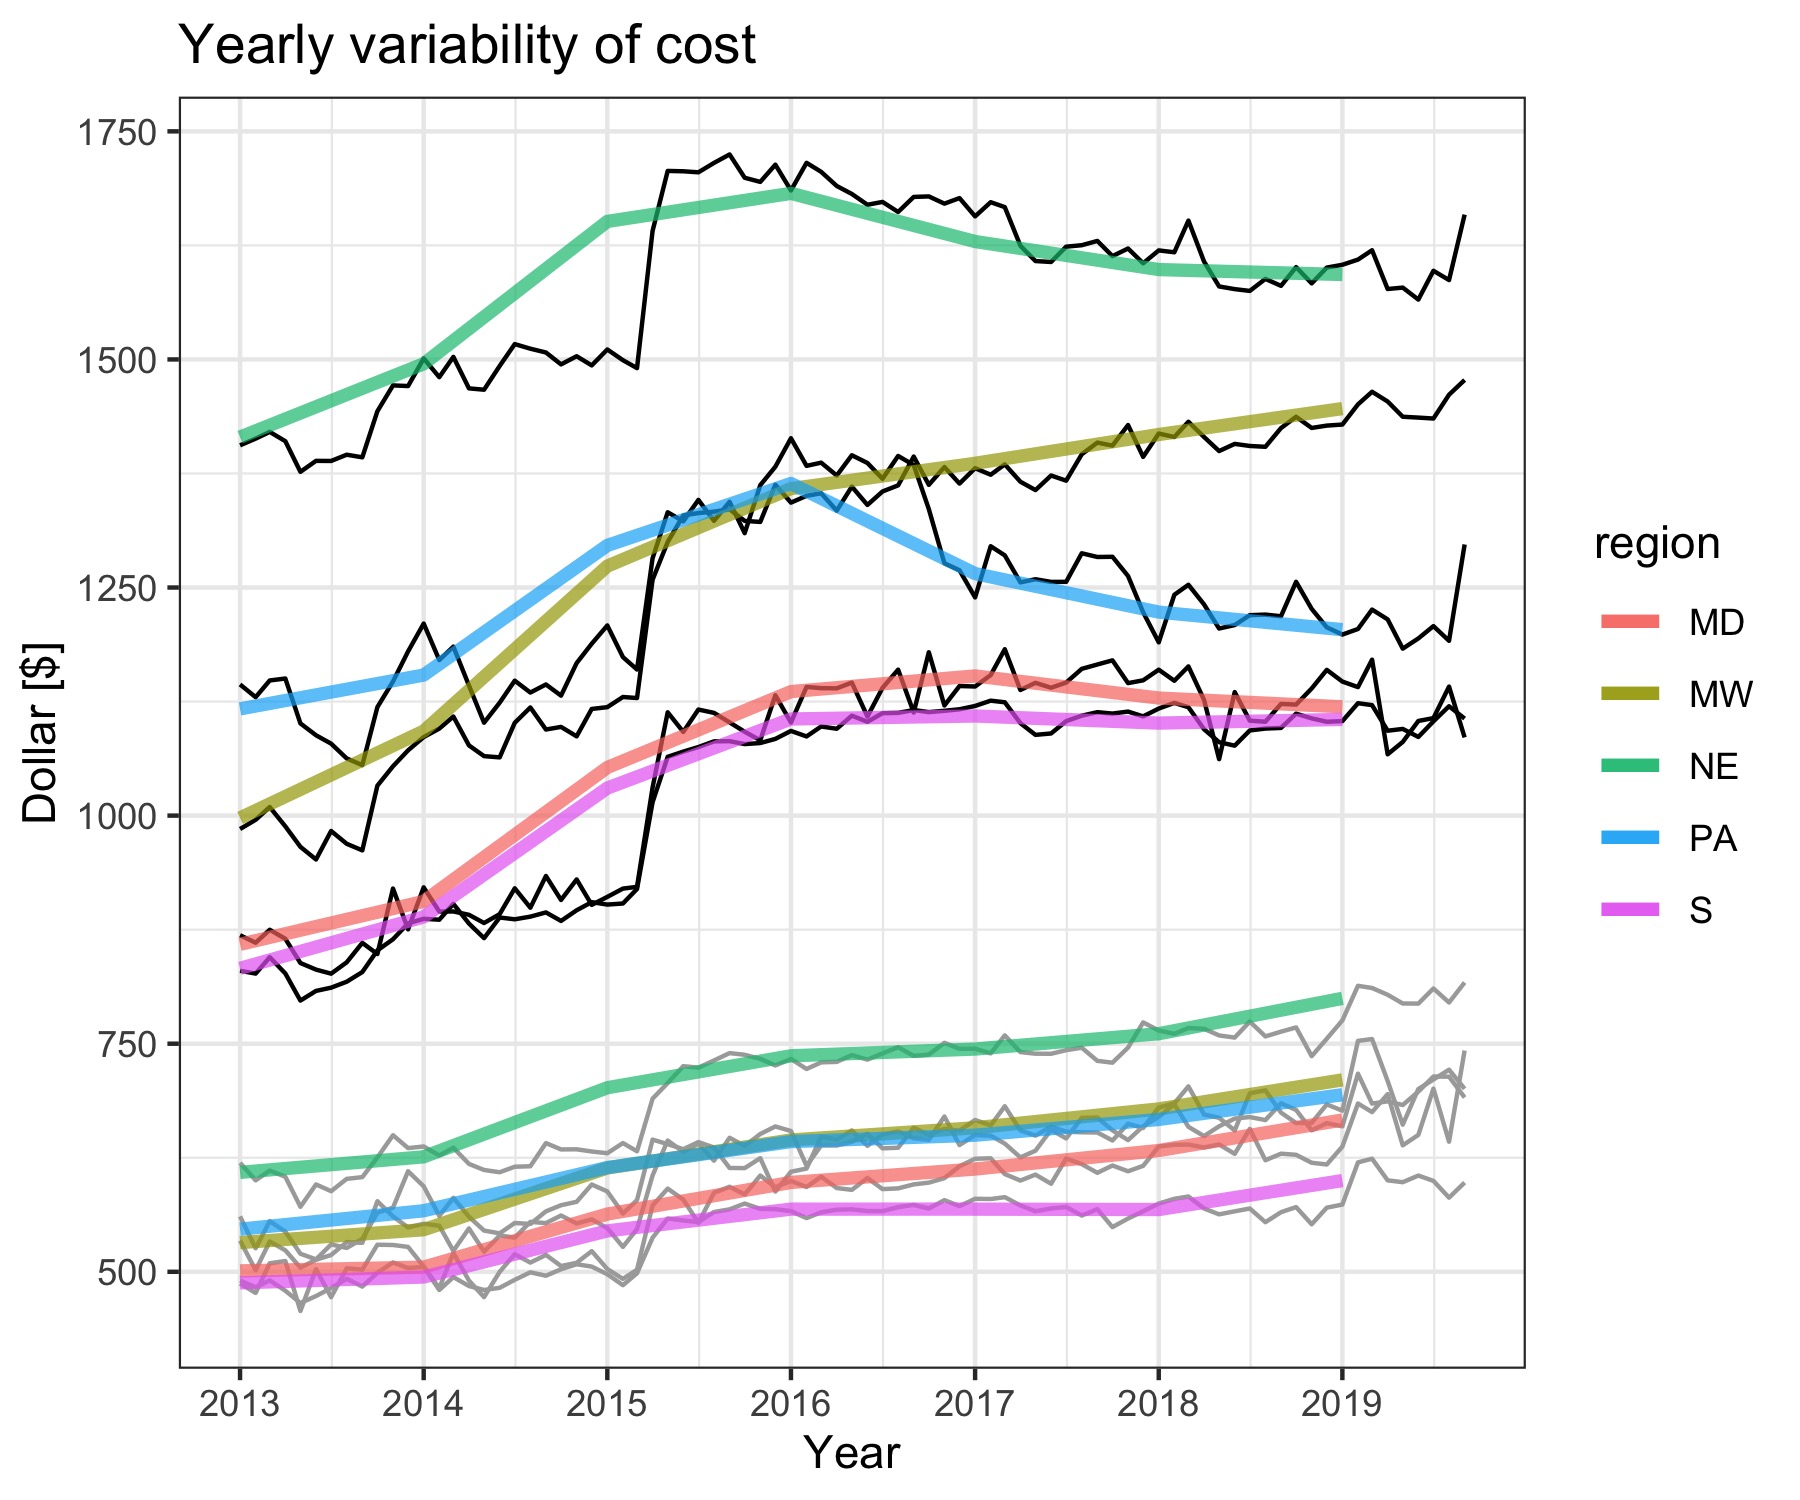 Yearly variability of cost
1750
1500
1250
1000
750
500
Dollar [$]
2013 2014 2015 2016 2017 2018 2019
Year
region
MD
MW
NE
PA
S